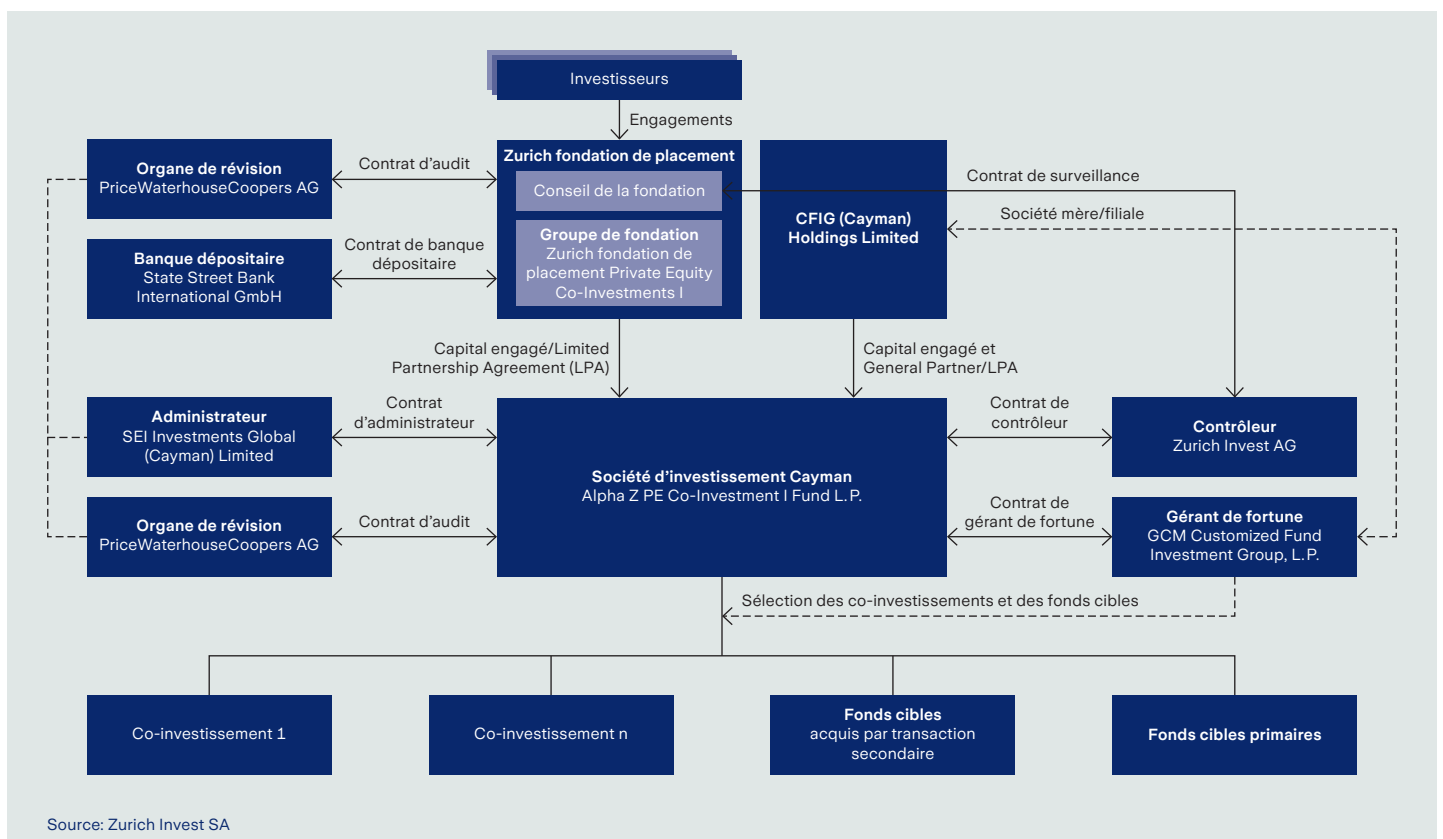 Investisseurs
Engagements
Organe de révision
PriceWaterhouseCoopers AG
Contrat d'audit
Zurich fondation de placement
Conseil de la fondation
Groupe de fondation
Zurich fondation de
placement Private Equity
Co-Investments I
CFIG (Cayman)
Holdings Limited
Contrat de surveillance
Société mère/filiale
Banque dépositaire
State Street Bank
International GmbH
Contrat de banque
dépositaire
Capital engagé/Limited
Partnership Agreement (LPA)
Capital engagé et
General Partner/LPA
Administrateur
SEI Investments Global
(Cayman) Limited
Contrat
d'administrateur
Société d'investissement Cayman
Alpha Z PE Co-Investment I Fund L.P.
Contrat de
contrôleur
Contrôleur
Zurich Invest AG
Organe de révision
PriceWaterhouseCoopers AG
Contrat d'audit
Contrat de
gérant de fortune
Gérant de fortune
GCM Customized Fund
Investment Group, L.P.
Sélection des co-investissements et des fonds cibles
Co-investissement 1
Co-investissement n
Fonds cibles
acquis par transaction
secondaire
Fonds cibles primaires
Source: Zurich Invest SA